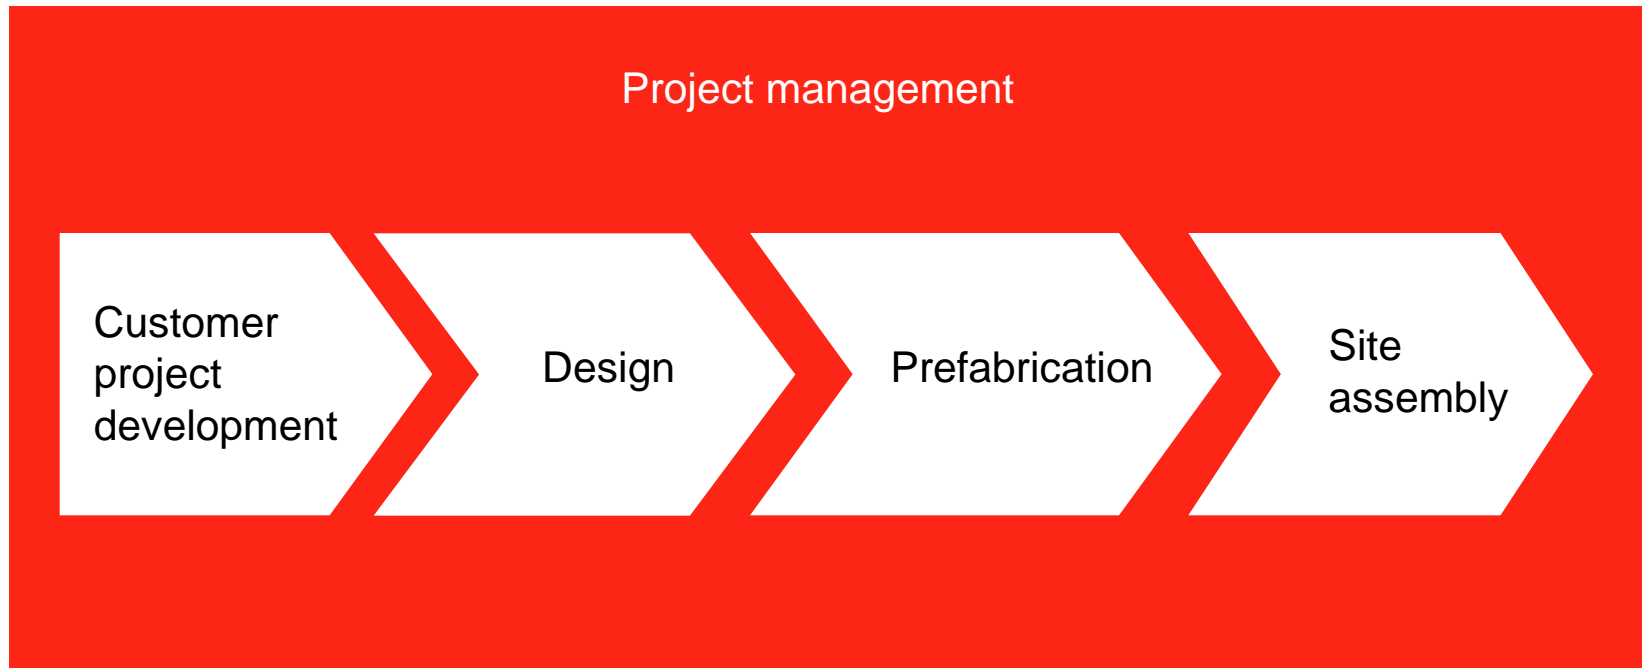 Project management
Customer
project
development
Design
Prefabrication
Site
assembly